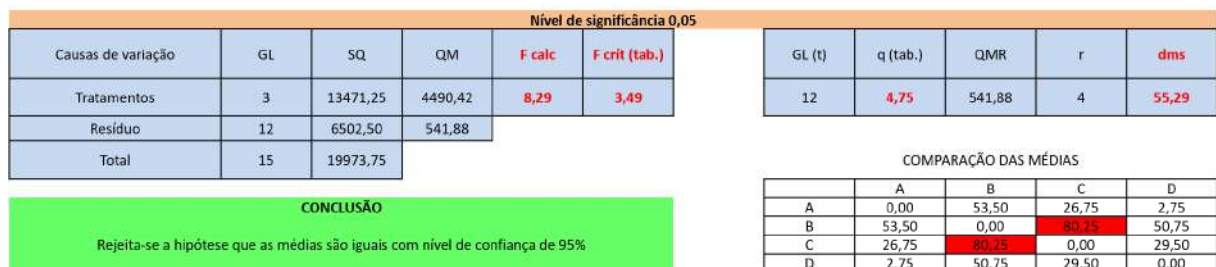 Nível de significância 0,05
Causas de variação GL SQ QM F calc F crít (tab.)
Tratamentos 3 13471,25 4490,42 8,29 3,49
Resíduo 12 6502,50 541,88
Total 15 19973,75
GL (t) q (tab.) QMR r dms
12 4,75 541,88 4 55,29
CONCLUSÃO
Rejeita-se a hipótese que as médias são iguais com nível de confiança de 95%
COMPARAÇÃO DAS MÉDIAS
A B C D
A 0,00 53,50 26,75 2,75
B 53,50 0,00 80,25 50,75
C 26,75 80,25 0,00 29,50
D 2,75 50,75 29,50 0,00